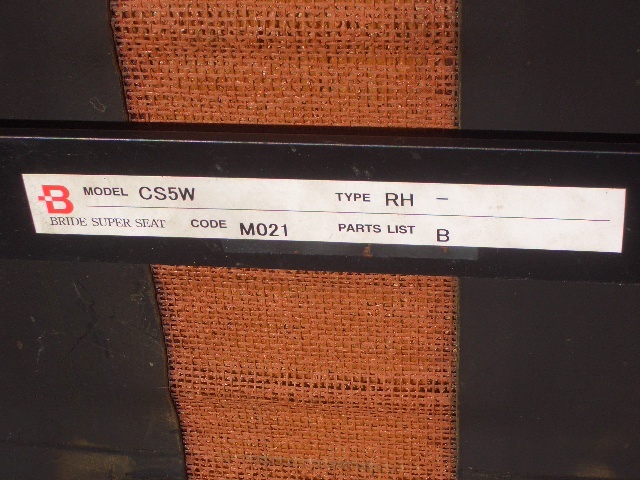 B MODEL CS5W TYPE RH -
BRIDE SUPER SEAT CODE M021 PARTS LIST B